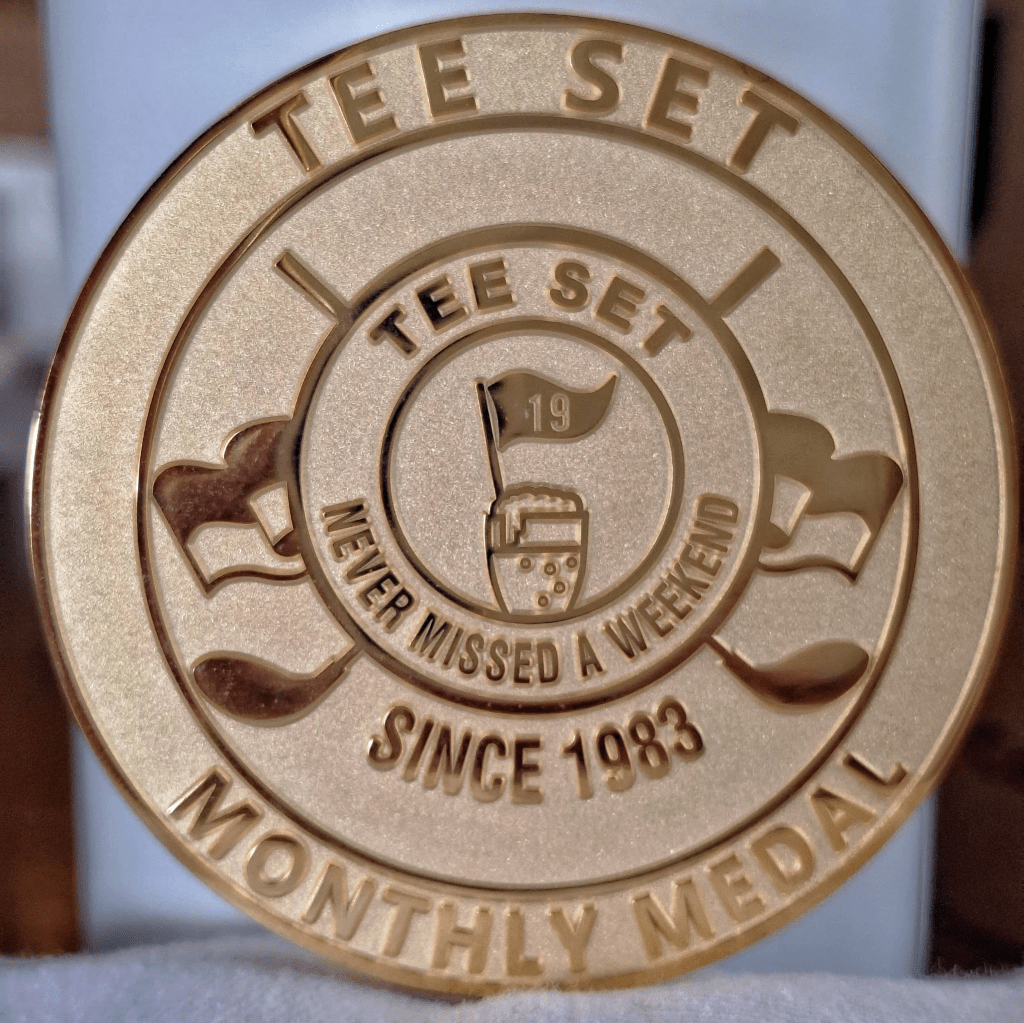 TEE SET
TEE SET
19
NEVER MISSED A WEEKEND
SINCE 1983
MONTHLY MEDAL